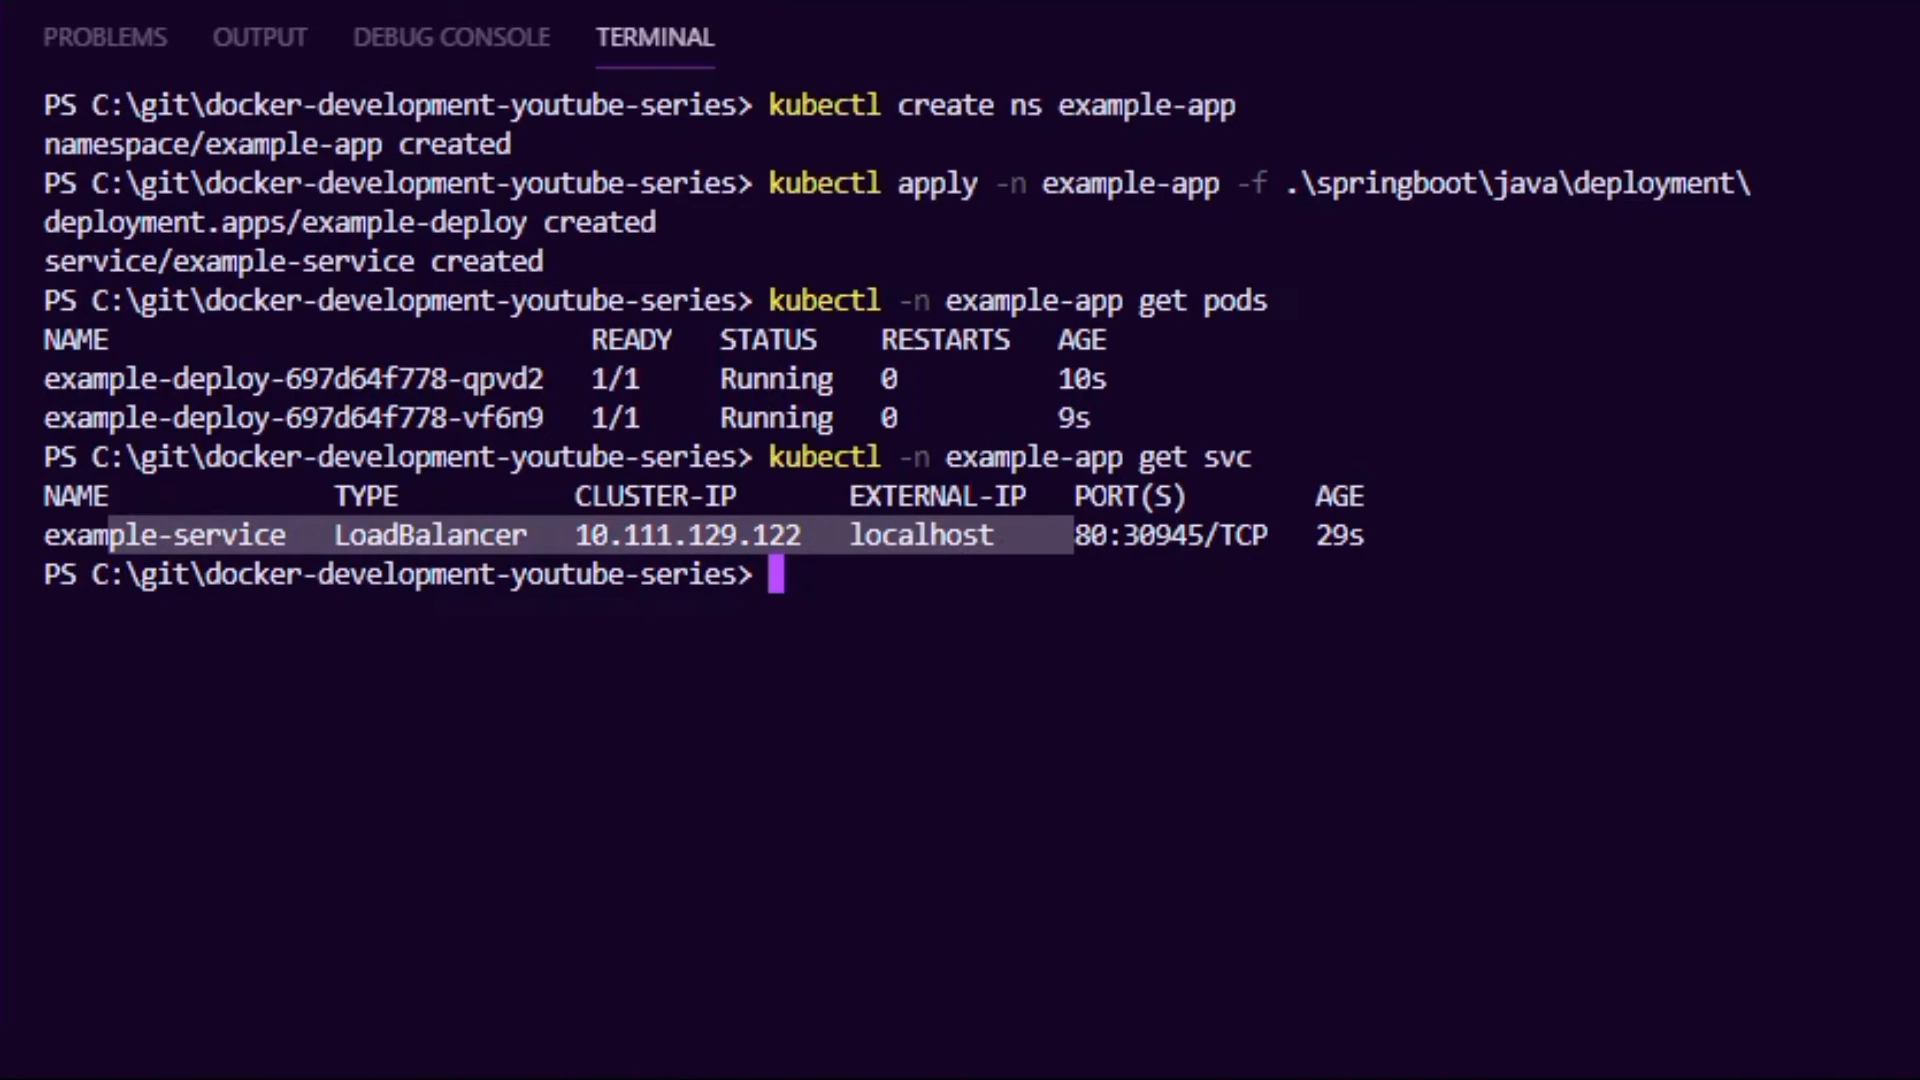 PROBLEMS OUTPUT DEBUG CONSOLE TERMINAL
PS C:\git\docker-development-youtube-series> kubectl create ns example-app
namespace/example-app created
PS C:\git\docker-development-youtube-series> kubectl apply -n example-app -f .\springboot\java\deployment\
deployment.apps/example-deploy created
service/example-service created
PS C:\git\docker-development-youtube-series> kubectl -n example-app get pods
NAME READY STATUS RESTARTS AGE
example-deploy-697d64f778-qpvd2 1/1 Running 0 10s
example-deploy-697d64f778-vf6n9 1/1 Running 0 9s
PS C:\git\docker-development-youtube-series> kubectl -n example-app get svc
NAME TYPE CLUSTER-IP EXTERNAL-IP PORT(S) AGE
example-service LoadBalancer 10.111.129.122 localhost 80:30945/TCP 29s
PS C:\git\docker-development-youtube-series>